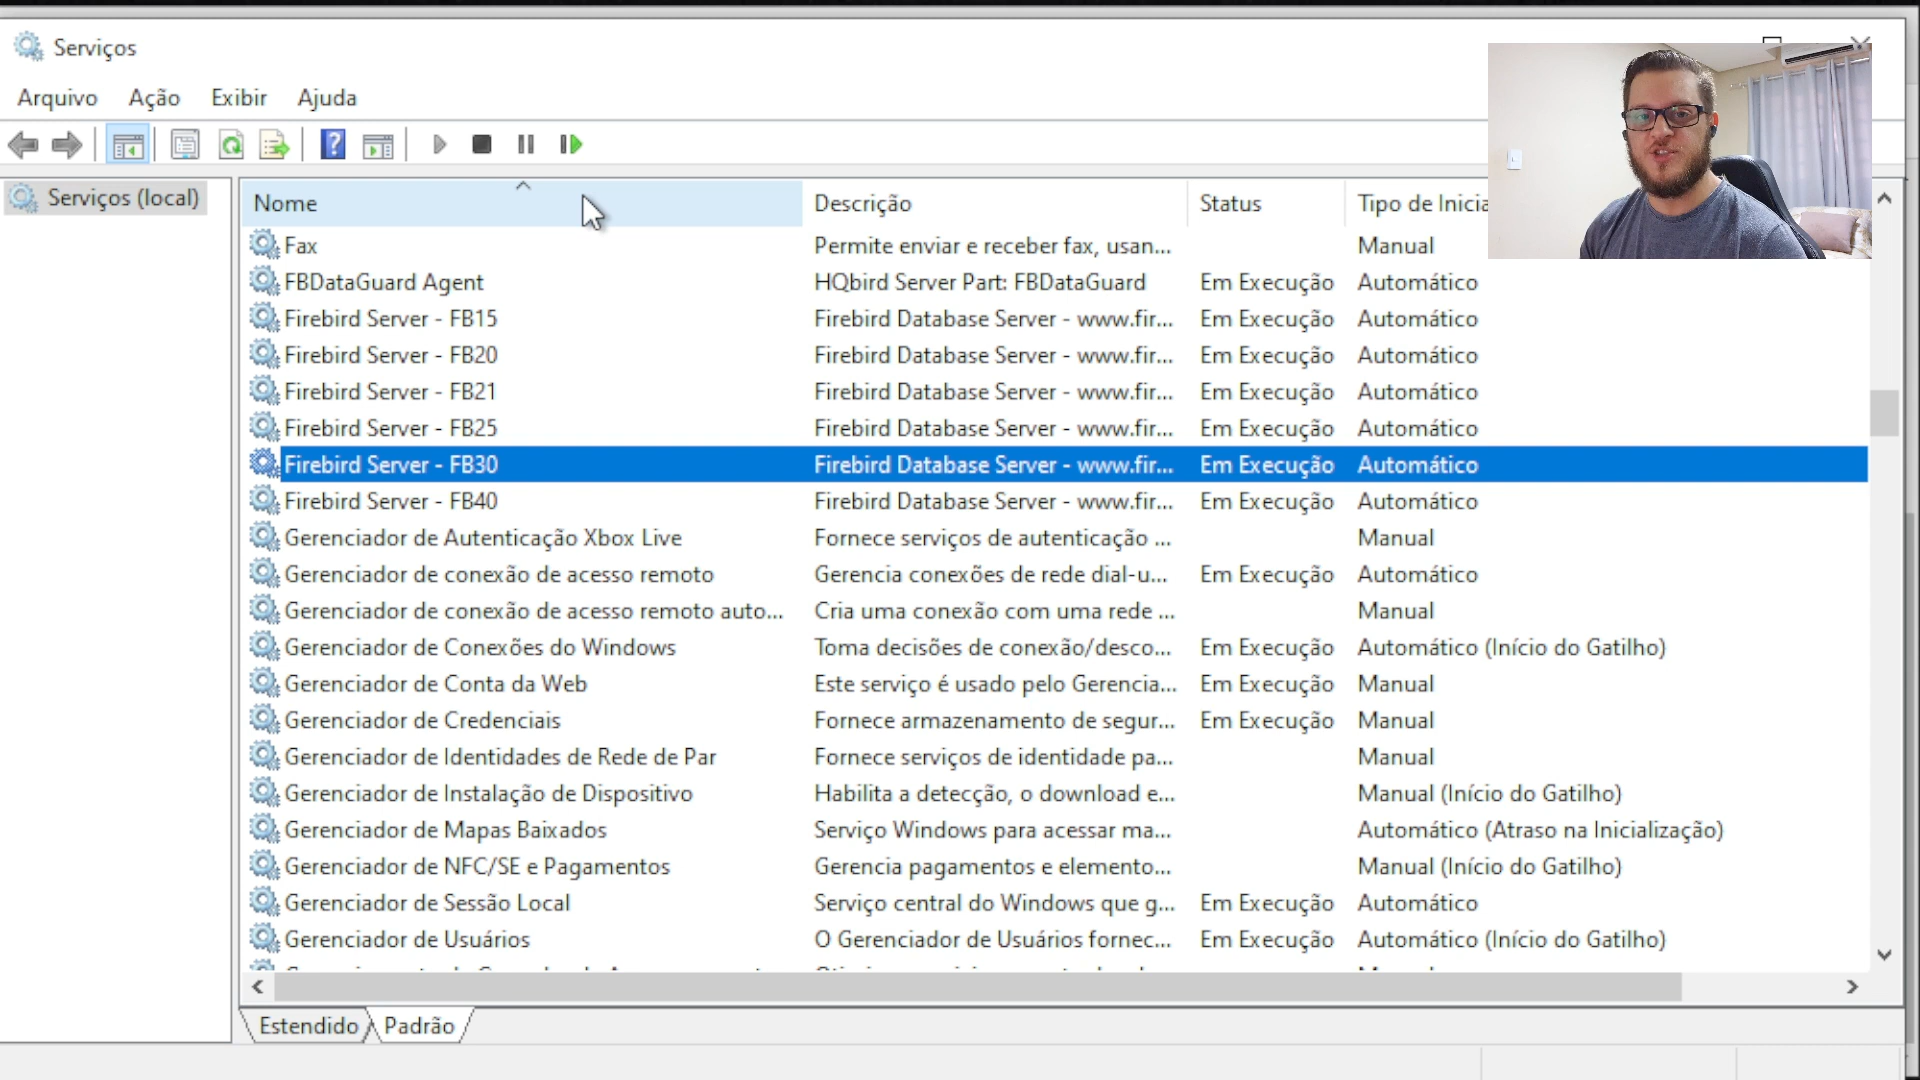 Serviços
Arquivo Ação Exibir Ajuda
Serviços (local)
Nome Descrição Status Tipo de Inicia
Fax Permite enviar e receber fax, usan... Manual
FBDataGuard Agent HQbird Server Part: FBDataGuard Em Execução Automático
Firebird Server - FB15 Firebird Database Server - www.fir... Em Execução Automático
Firebird Server - FB20 Firebird Database Server - www.fir... Em Execução Automático
Firebird Server - FB21 Firebird Database Server - www.fir... Em Execução Automático
Firebird Server - FB25 Firebird Database Server - www.fir... Em Execução Automático
Firebird Server - FB30 Firebird Database Server - www.fir... Em Execução Automático
Firebird Server - FB40 Firebird Database Server - www.fir... Em Execução Automático
Gerenciador de Autenticação Xbox Live Fornece serviços de autenticação ... Manual
Gerenciador de conexão de acesso remoto Gerencia conexões de rede dial-u... Em Execução Automático
Gerenciador de conexão de acesso remoto auto... Cria uma conexão com uma rede ... Manual
Gerenciador de Conexões do Windows Toma decisões de conexão/desco... Em Execução Automático (Início do Gatilho)
Gerenciador de Conta da Web Este serviço é usado pelo Gerencia... Em Execução Manual
Gerenciador de Credenciais Fornece armazenamento de segur... Em Execução Manual
Gerenciador de Identidades de Rede de Par Fornece serviços de identidade pa... Manual
Gerenciador de Instalação de Dispositivo Habilita a detecção, o download e... Manual (Início do Gatilho)
Gerenciador de Mapas Baixados Serviço Windows para acessar ma... Automático (Atraso na Inicialização)
Gerenciador de NFC/SE e Pagamentos Gerencia pagamentos e elemento... Manual (Início do Gatilho)
Gerenciador de Sessão Local Serviço central do Windows que g... Em Execução Automático
Gerenciador de Usuários O Gerenciador de Usuários fornec... Em Execução Automático (Início do Gatilho)
Estendido Padrão